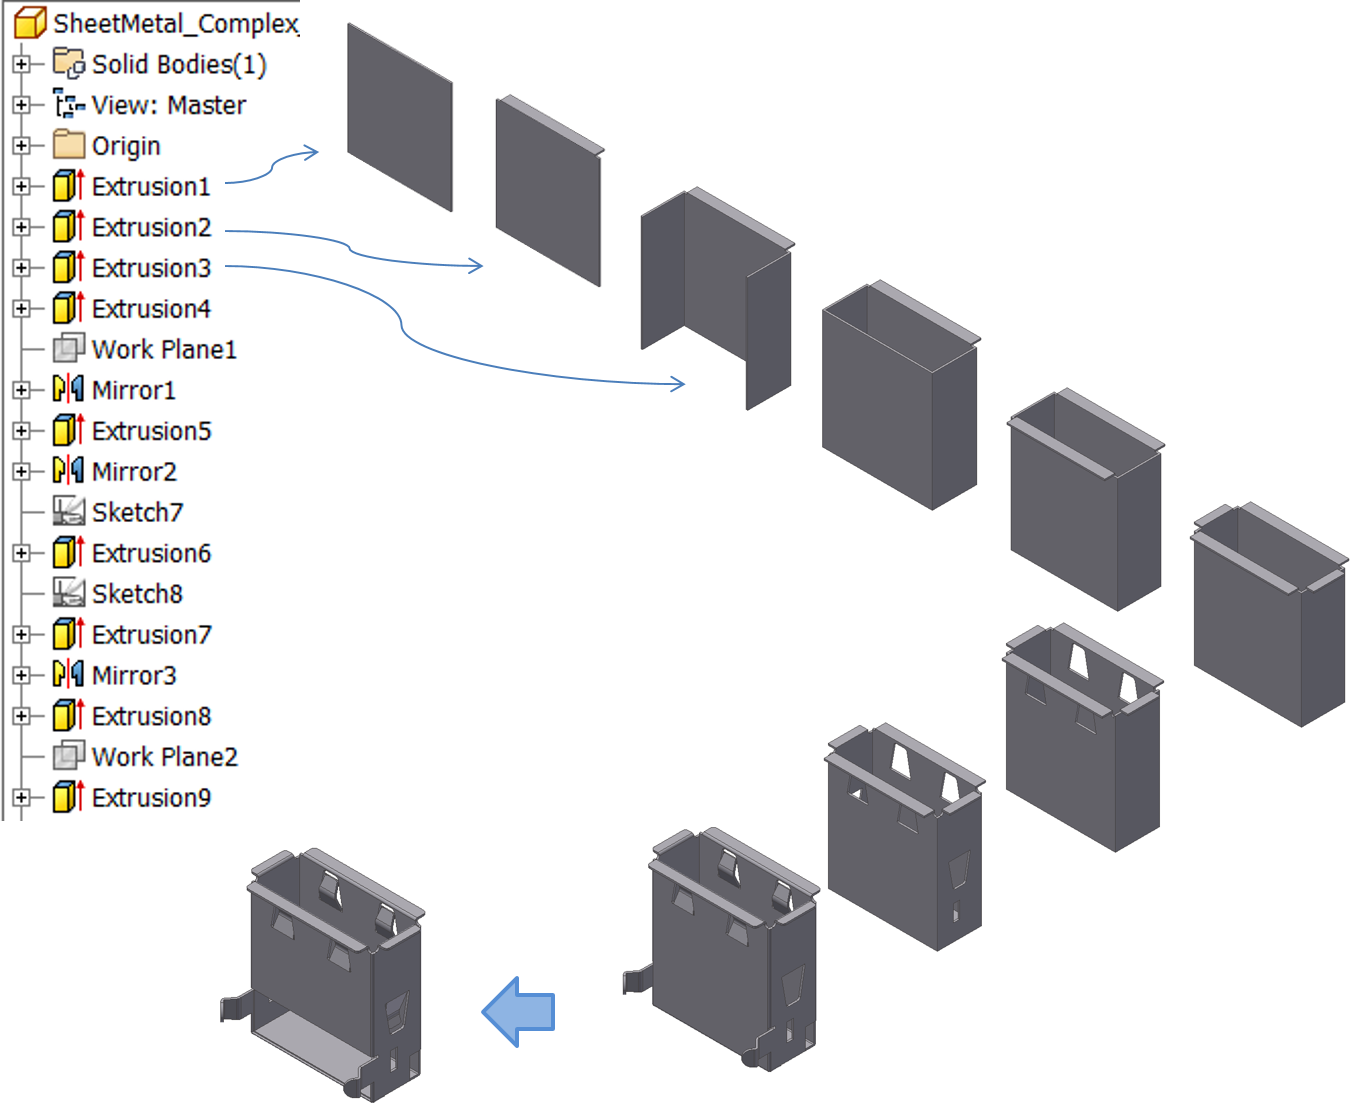 SheetMetal_Complex_
Solid Bodies(1)
View: Master
Origin
Extrusion1
Extrusion2
Extrusion3
Extrusion4
Work Plane1
Mirror1
Extrusion5
Mirror2
Sketch7
Extrusion6
Sketch8
Extrusion7
Mirror3
Extrusion8
Work Plane2
Extrusion9